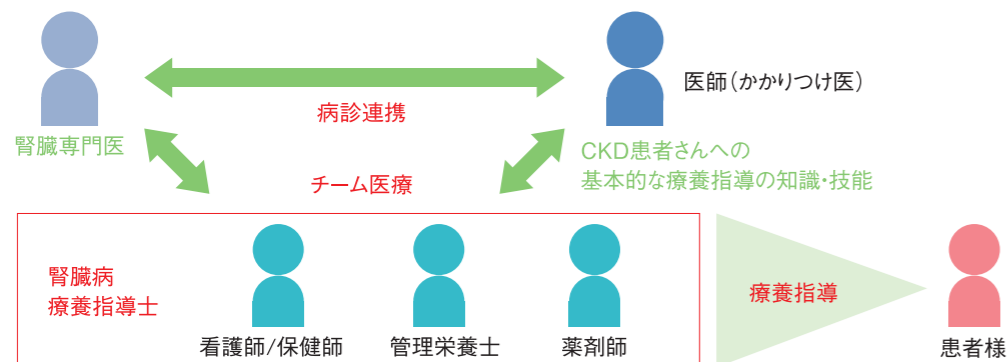 医師（かかりつけ医）
病診連携
腎臓専門医
CKD患者さんへの
基本的な療養指導の知識・技能
チーム医療
腎臓病
療養指導士
療養指導
看護師/保健師
管理栄養士
薬剤師
患者様